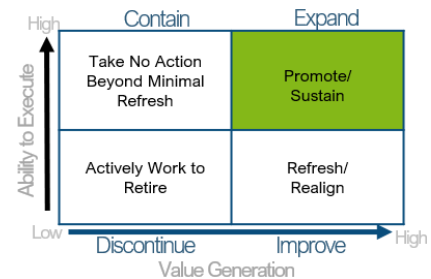 Contain Expand
High
Take No Action
Beyond Minimal
Refresh
Promote/
Sustain
Ability to Execute
Actively Work to
Retire
Refresh/
Realign
Low High
Discontinue Improve
Value Generation